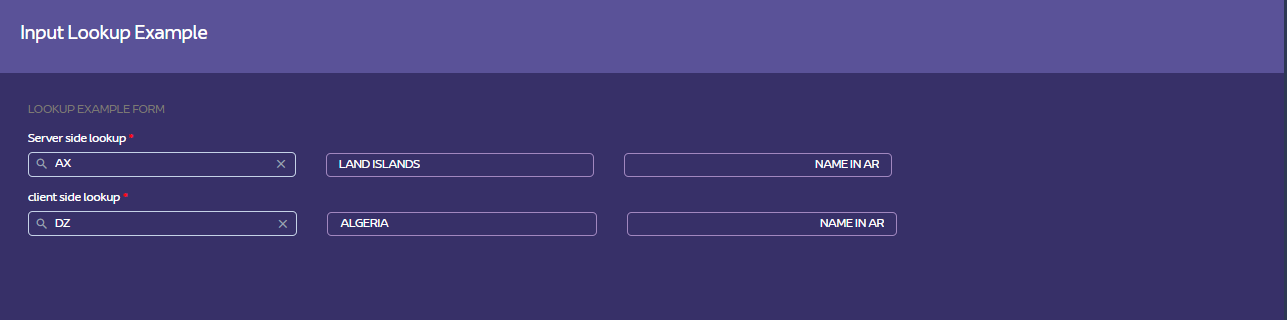 Input Lookup Example
LOOKUP EXAMPLE FORM
Server side lookup *
AX LAND ISLANDS NAME IN AR
client side lookup *
DZ ALGERIA NAME IN AR